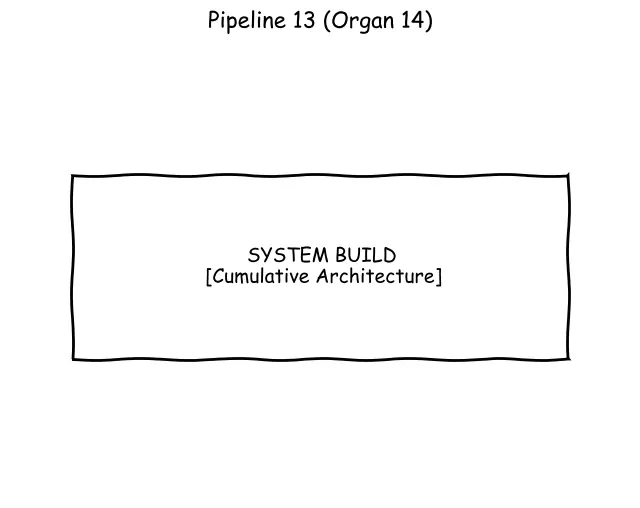 Pipeline 13 (Organ 14)
SYSTEM BUILD
[Cumulative Architecture]